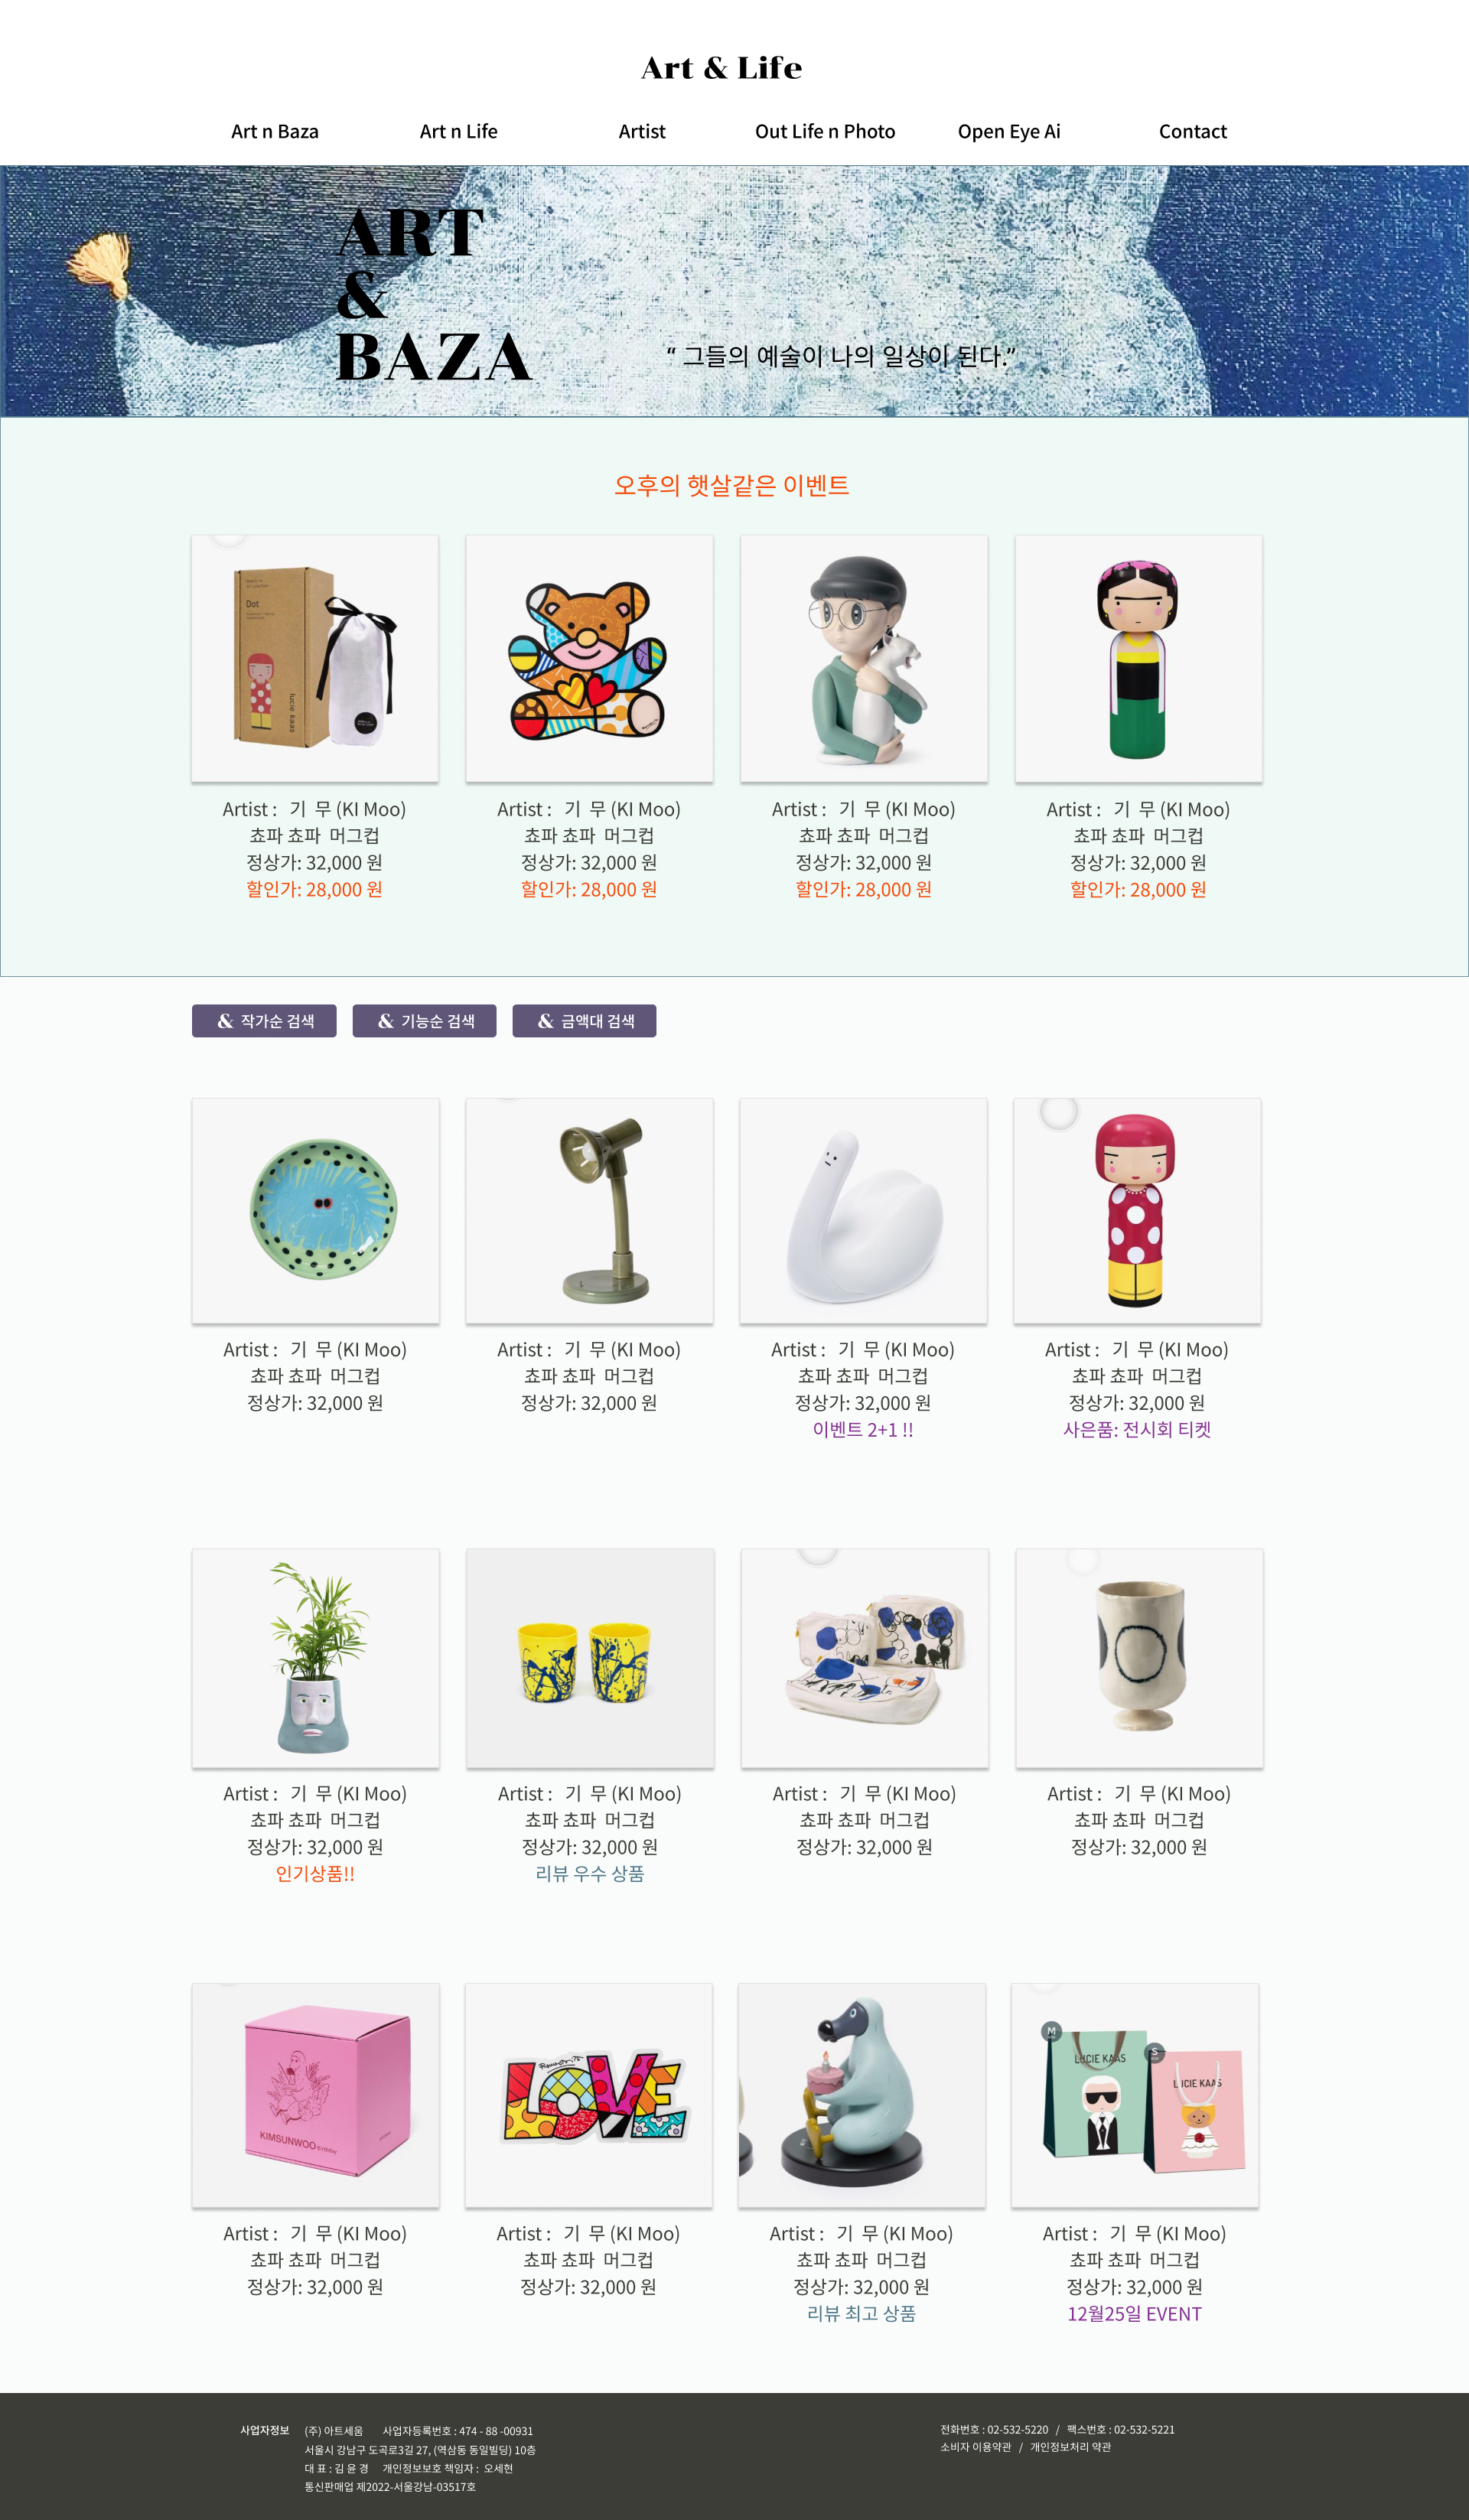 Art & Life
Art n Baza
Art n Life
Artist
Out Life n Photo
Open Eye Ai
Contact
ART
&
BAZA
“ 그들의 예술이 나의 일상이 된다.”
오후의 햇살같은 이벤트
Dot
lucie kaas
Artist : 기 무 (KI Moo)
쵸파 쵸파 머그컵
정상가: 32,000 원
할인가: 28,000 원
Artist : 기 무 (KI Moo)
쵸파 쵸파 머그컵
정상가: 32,000 원
할인가: 28,000 원
Artist : 기 무 (KI Moo)
쵸파 쵸파 머그컵
정상가: 32,000 원
할인가: 28,000 원
Artist : 기 무 (KI Moo)
쵸파 쵸파 머그컵
정상가: 32,000 원
할인가: 28,000 원
& 작가순 검색
& 기능순 검색
& 금액대 검색
Artist : 기 무 (KI Moo)
쵸파 쵸파 머그컵
정상가: 32,000 원
Artist : 기 무 (KI Moo)
쵸파 쵸파 머그컵
정상가: 32,000 원
Artist : 기 무 (KI Moo)
쵸파 쵸파 머그컵
정상가: 32,000 원
이벤트 2+1 !!
Artist : 기 무 (KI Moo)
쵸파 쵸파 머그컵
정상가: 32,000 원
사은품: 전시회 티켓
Artist : 기 무 (KI Moo)
쵸파 쵸파 머그컵
정상가: 32,000 원
인기상품!!
Artist : 기 무 (KI Moo)
쵸파 쵸파 머그컵
정상가: 32,000 원
리뷰 우수 상품
Artist : 기 무 (KI Moo)
쵸파 쵸파 머그컵
정상가: 32,000 원
Artist : 기 무 (KI Moo)
쵸파 쵸파 머그컵
정상가: 32,000 원
KIMSUNWOO Birthday
LOVE
M
LUCIE KAAS
S
LUCIE KAAS
Artist : 기 무 (KI Moo)
쵸파 쵸파 머그컵
정상가: 32,000 원
Artist : 기 무 (KI Moo)
쵸파 쵸파 머그컵
정상가: 32,000 원
Artist : 기 무 (KI Moo)
쵸파 쵸파 머그컵
정상가: 32,000 원
리뷰 최고 상품
Artist : 기 무 (KI Moo)
쵸파 쵸파 머그컵
정상가: 32,000 원
12월25일 EVENT
사업자정보 (주) 아트세움 사업자등록번호 : 474 - 88 -00931
서울시 강남구 도곡로3길 27, (역삼동 동일빌딩) 10층
대 표 : 김 윤 경 개인정보보호 책임자 : 오세현
통신판매업 제2022-서울강남-03517호
전화번호 : 02-532-5220 / 팩스번호 : 02-532-5221
소비자 이용약관 / 개인정보처리 약관